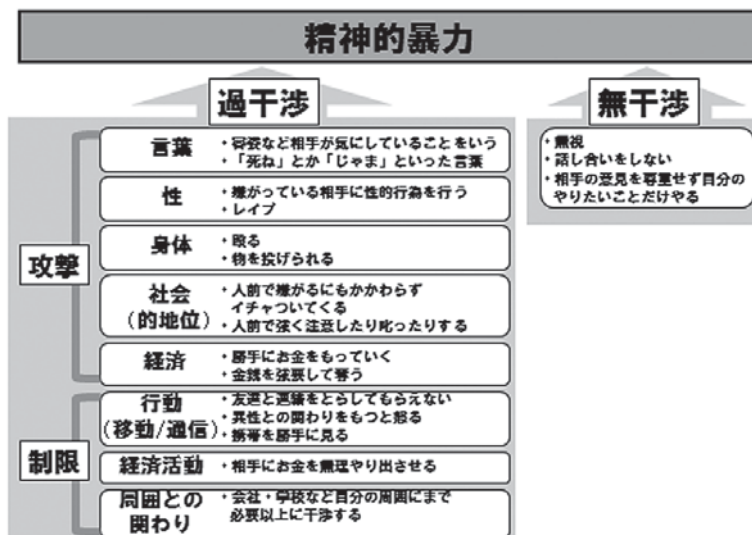 精神的暴力
過干渉
無干渉
攻撃
言葉
・容姿など相手が気にしていることをいう
・「死ね」とか「じゃま」といった言葉
性
・嫌がっている相手に性的行為を行う
・レイプ
身体
・殴る
・物を投げられる
社会
(的地位)
・人前で嫌がるにもかかわらず
イチャついてくる
・人前で強く注意したり叱ったりする
経済
・勝手にお金をもっていく
・金銭を強要して奪う
制限
行動
(移動/通信)
・友達と連絡をとらしてもらえない
・異性との関わりをもつと怒る
・携帯を勝手に見る
経済活動
・相手にお金を無理やり出させる
周囲との
関わり
・会社・学校など自分の周囲にまで
必要以上に干渉する
・無視
・話し合いをしない
・相手の意見を尊重せず自分の
やりたいことだけやる